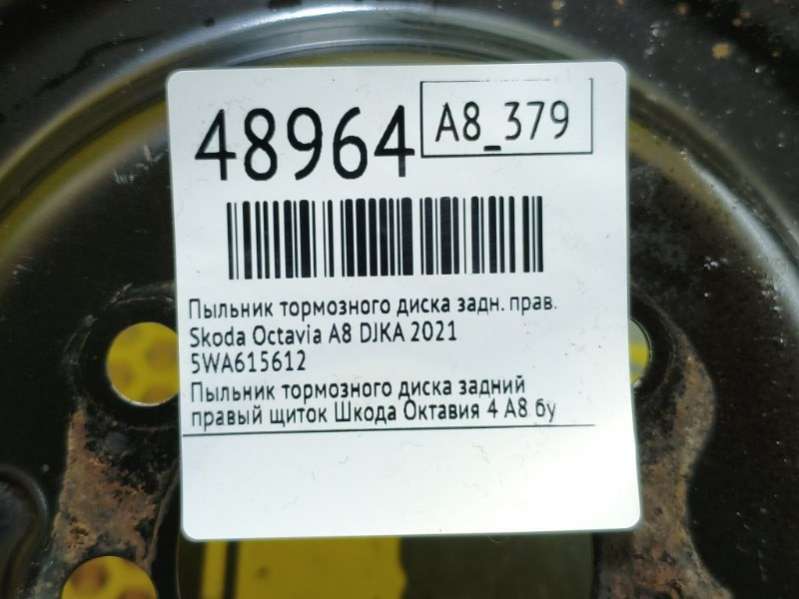 48964
A8_379
Пыльник тормозного диска задн. прав.
Skoda Octavia A8 DJKA 2021
5WA615612
Пыльник тормозного диска задний
правый щиток Шкода Октавия 4 А8 бу